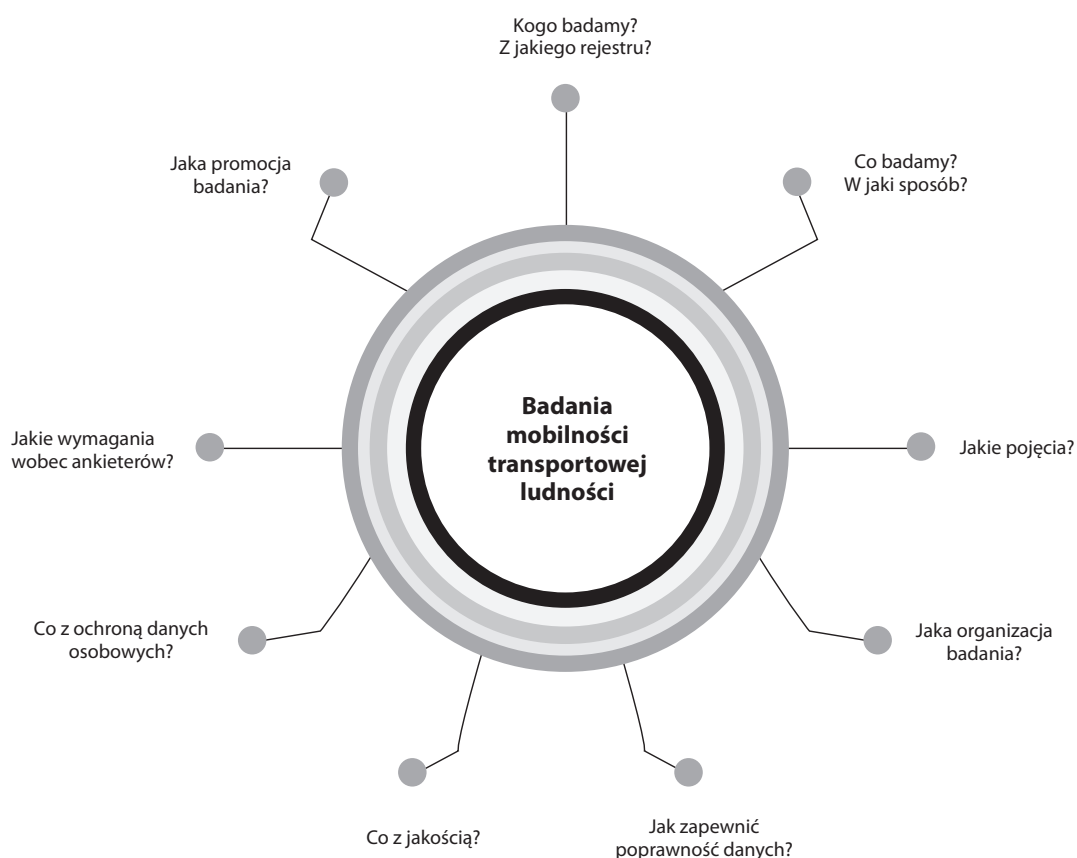 Kogo badamy?
Z jakiego rejestru?
Jaka promocja
badania?
Co badamy?
W jaki sposób?
Badania
mobilności
transportowej
ludności
Jakie wymagania
wobec ankieterów?
Jakie pojęcia?
Co z ochroną danych
osobowych?
Jaka organizacja
badania?
Co z jakością?
Jak zapewnić
poprawność danych?